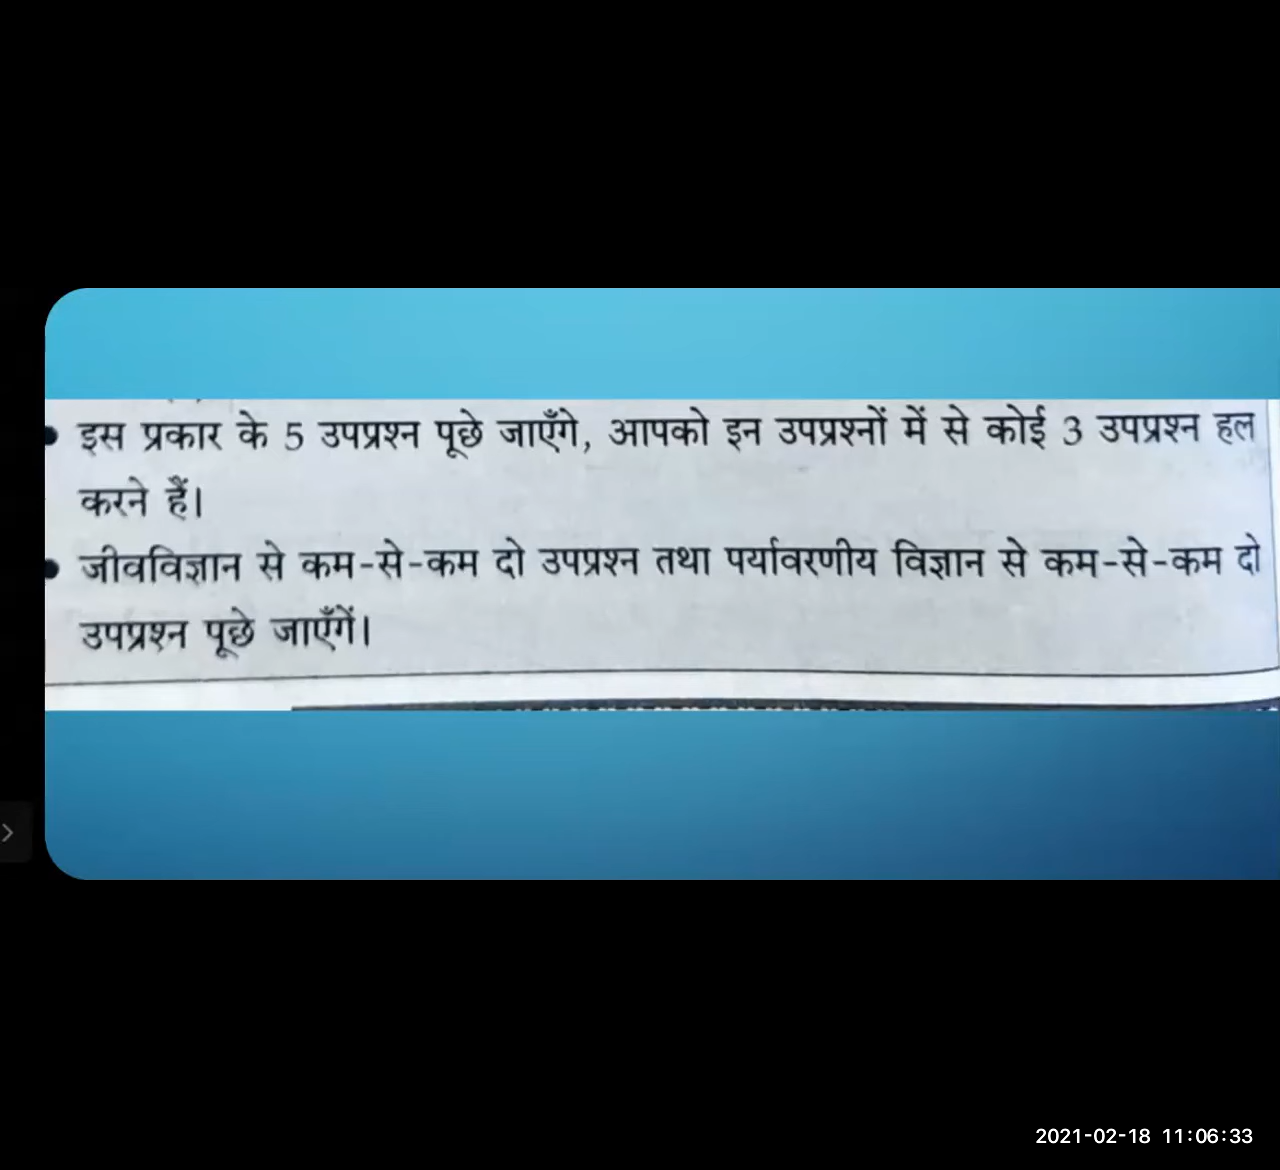 • इस प्रकार के 5 उपप्रश्न पूछे जाएँगे, आपको इन उपप्रश्नों में से कोई 3 उपप्रश्न हल
करने हैं।
• जीवविज्ञान से कम-से-कम दो उपप्रश्न तथा पर्यावरणीय विज्ञान से कम-से-कम दो
उपप्रश्न पूछे जाएँगें।
2021-02-18 11:06:33